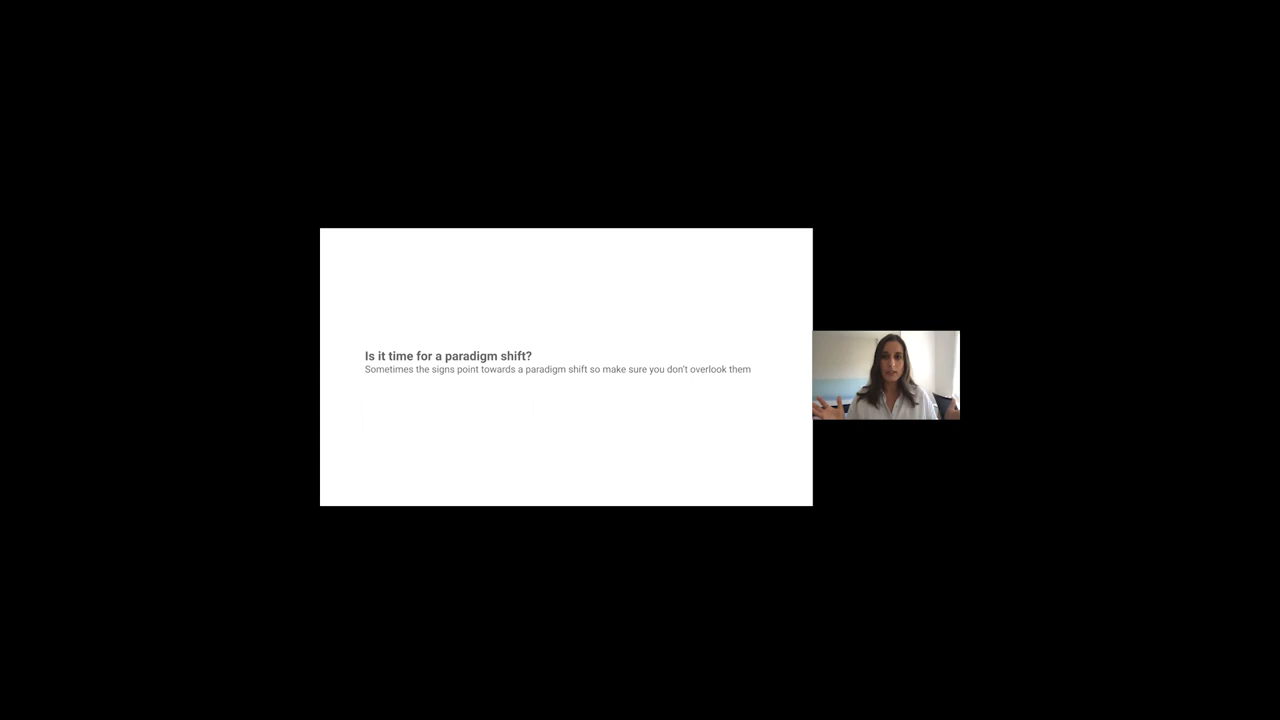 Is it time for a paradigm shift?
Sometimes the signs point towards a paradigm shift so make sure you don't overlook them